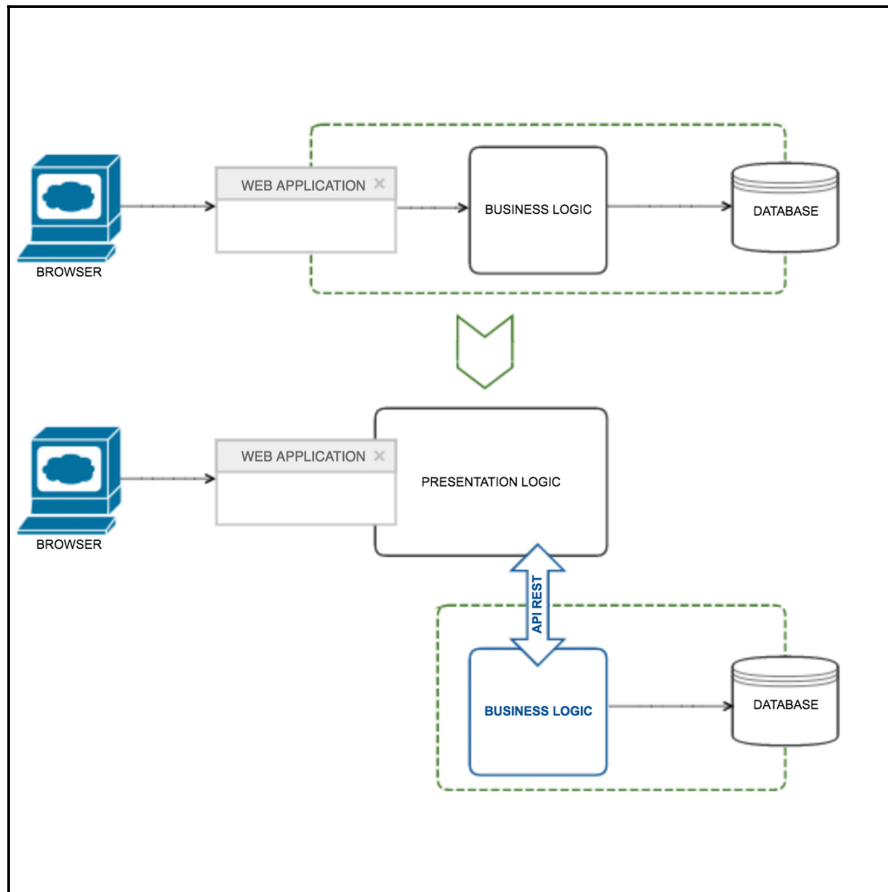 WEB APPLICATION
BUSINESS LOGIC
DATABASE
BROWSER
WEB APPLICATION
PRESENTATION LOGIC
BROWSER
API REST
BUSINESS LOGIC
DATABASE